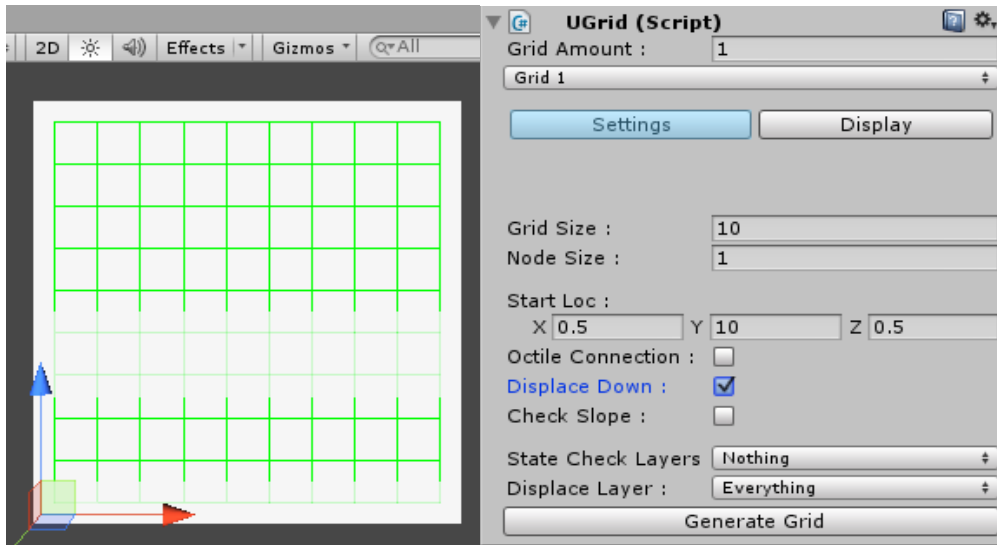 2D Effects Gizmos All
UGrid (Script)
Grid Amount : 1
Grid 1
Settings Display
Grid Size : 10
Node Size : 1
Start Loc :
X 0.5 Y 10 Z 0.5
Octile Connection :
Displace Down :
Check Slope :
State Check Layers Nothing
Displace Layer : Everything
Generate Grid